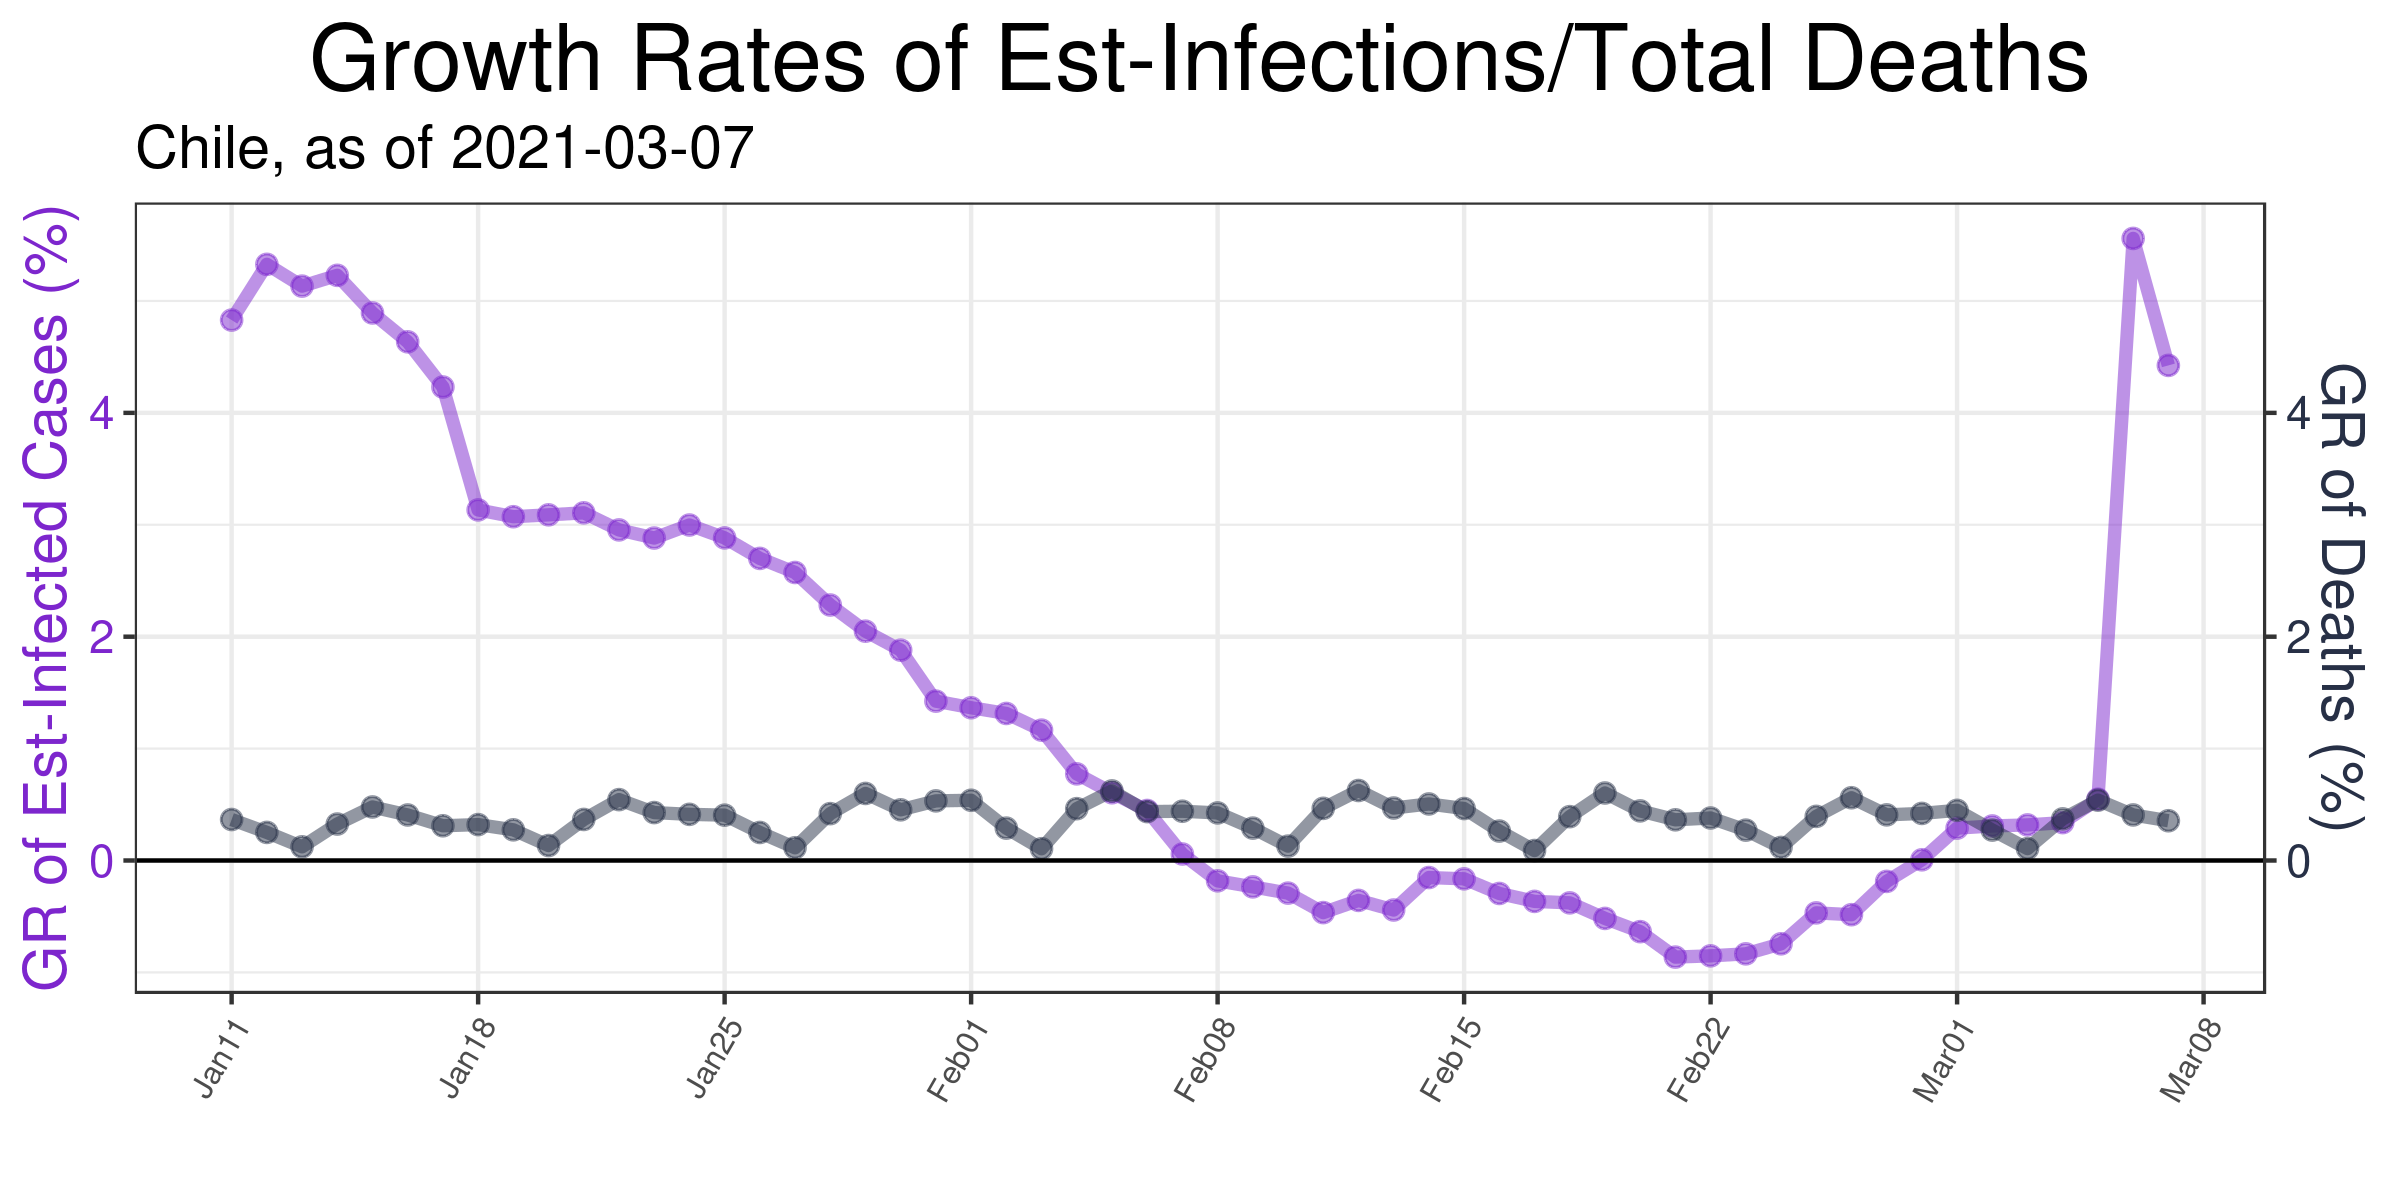 Growth Rates of Est-Infections/Total Deaths
Chile, as of 2021-03-07
GR of Est-Infected Cases (%)
4
2
0
4
2
0
GR of Deaths (%)
Jan11
Jan18
Jan25
Feb01
Feb08
Feb15
Feb22
Mar01
Mar08